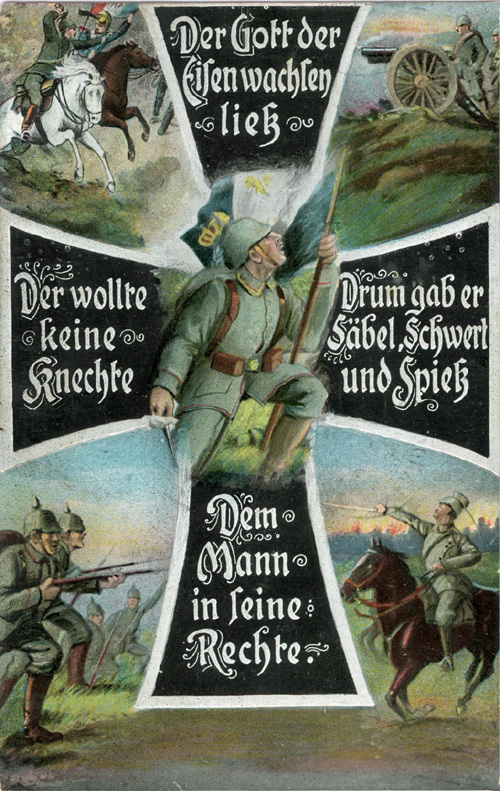 Der Gott der
Eisen wachsen
ließ
Der wollte
keine
Knechte
Drum gab er
Säbel, Schwert
und Spieß
Dem
Mann
in seine
Rechte.